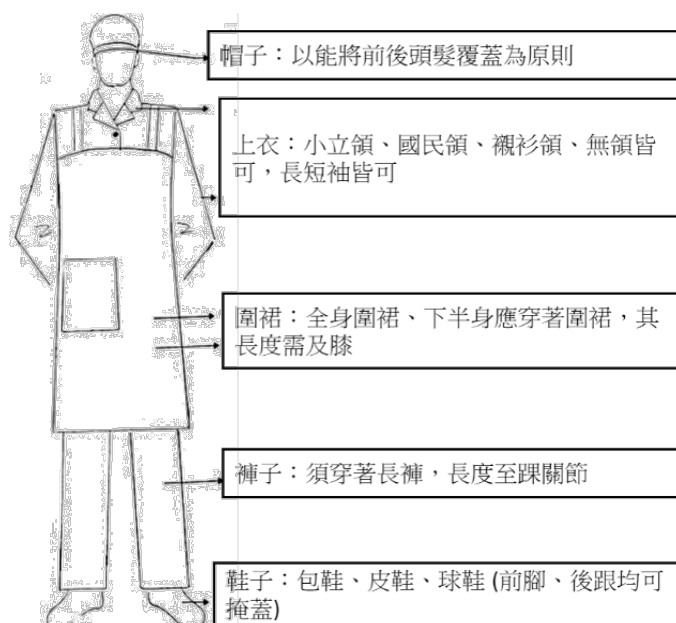 帽子：以能將前後頭髮覆蓋為原則
上衣：小立領、國民領、襯衫領、無領皆
可，長短袖皆可
圍裙：全身圍裙、下半身應穿著圍裙，其
長度需及膝
褲子：須穿著長褲，長度至踝關節
鞋子：包鞋、皮鞋、球鞋 (前腳、後跟均可
掩蓋)